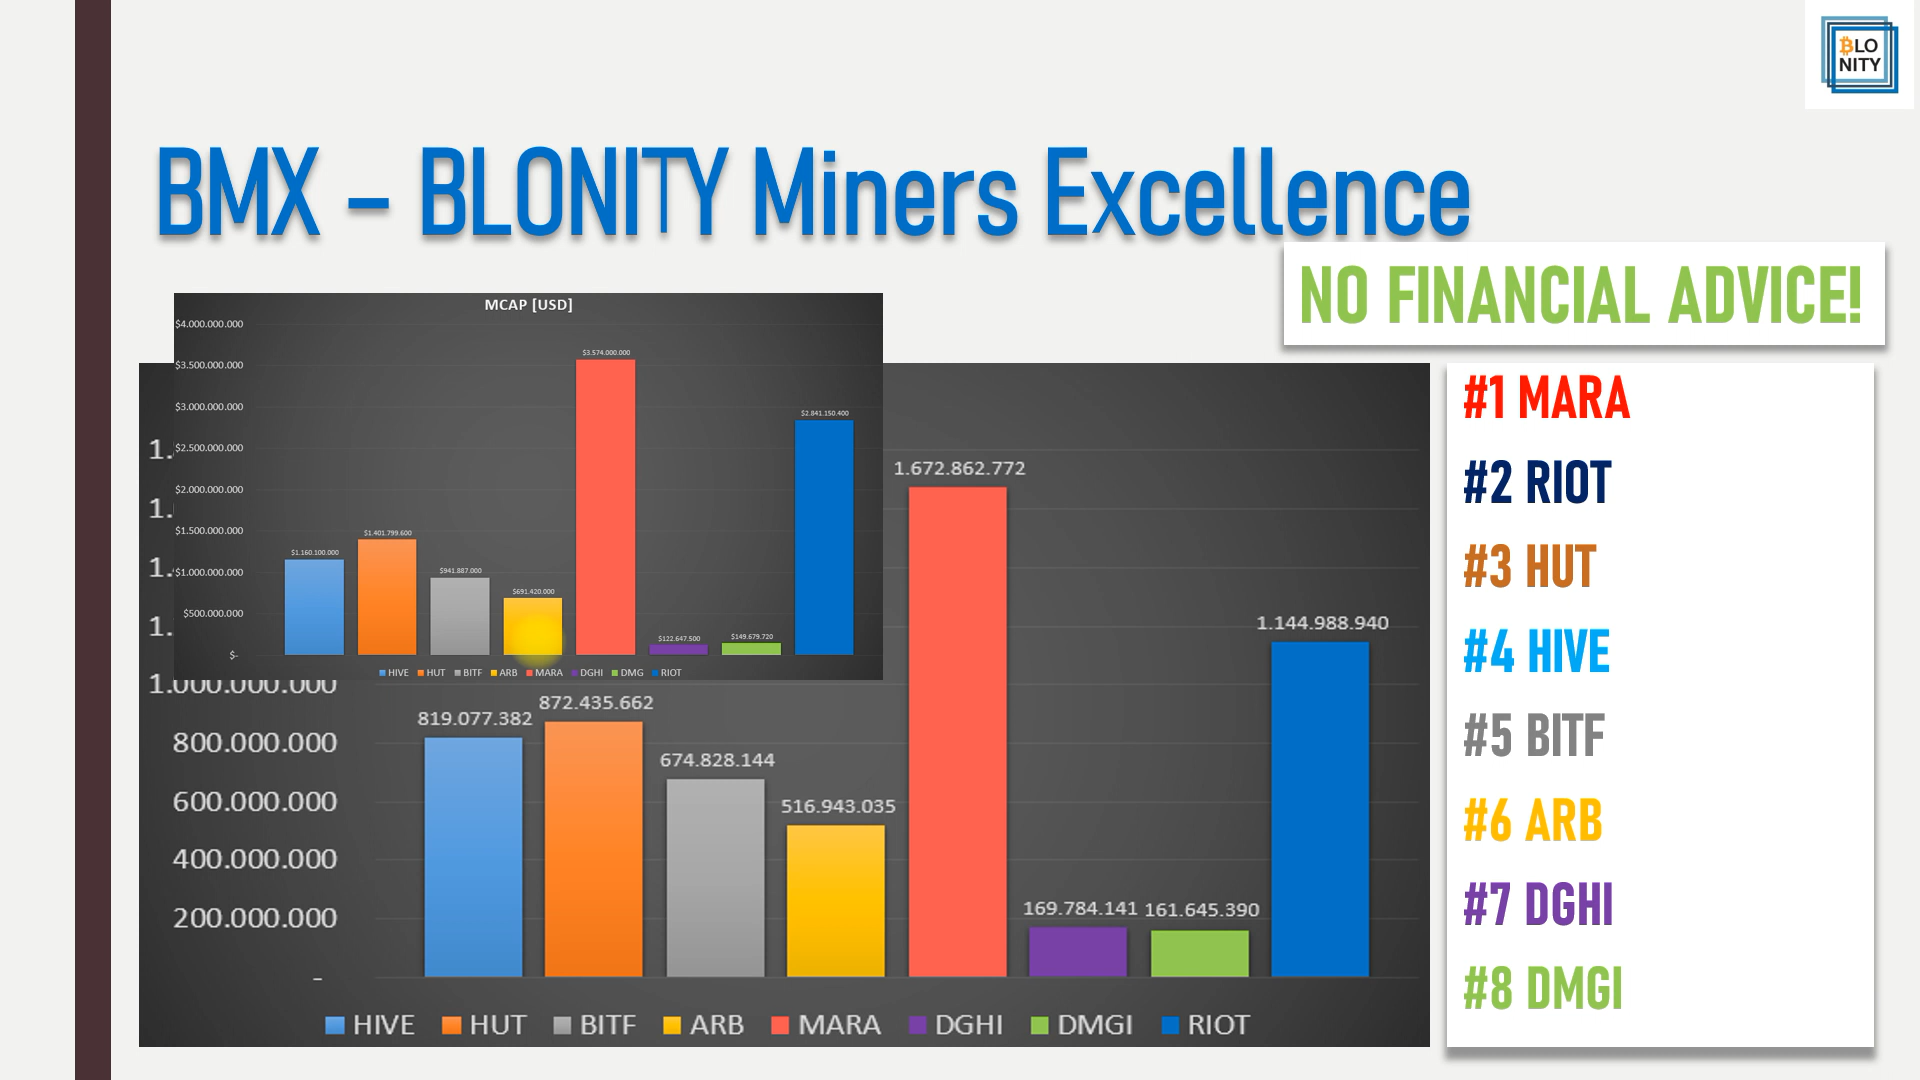 ₿LO
NITY
BMX – BLONITY Miners Excellence
NO FINANCIAL ADVICE!
MCAP [USD]
$4.000.000.000
$3.500.000.000
$3.000.000.000
$2.500.000.000
$2.000.000.000
$1.500.000.000
$1.000.000.000
$500.000.000
$-
$1.160.100.000
$1.401.799.600
$941.887.000
$691.420.000
$3.574.000.000
$122.647.500
$149.679.720
$2.841.150.400
HIVE HUT BITF ARB MARA DGHI DMG RIOT
1.
1.
1.
1.
1.000.000.000
800.000.000
600.000.000
400.000.000
200.000.000
-
819.077.382
872.435.662
674.828.144
516.943.035
1.672.862.772
169.784.141
161.645.390
1.144.988.940
HIVE HUT BITF ARB MARA DGHI DMGI RIOT
#1 MARA
#2 RIOT
#3 HUT
#4 HIVE
#5 BITF
#6 ARB
#7 DGHI
#8 DMGI